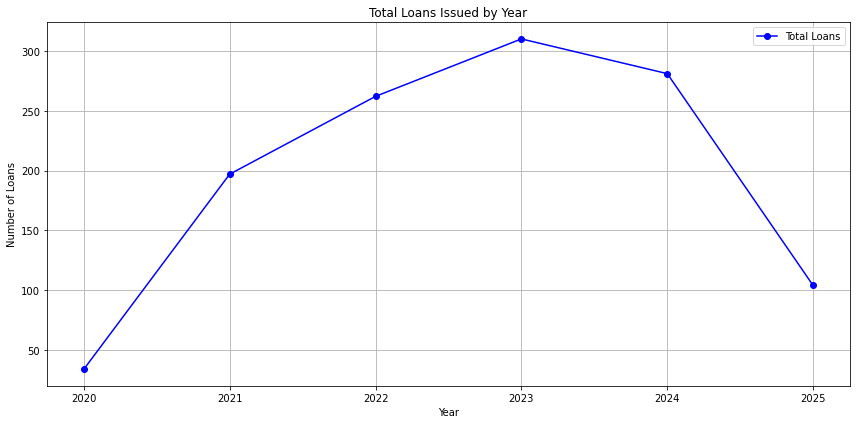 Total Loans Issued by Year
Total Loans
300
250
200
150
100
50
Number of Loans
2020 2021 2022 2023 2024 2025
Year